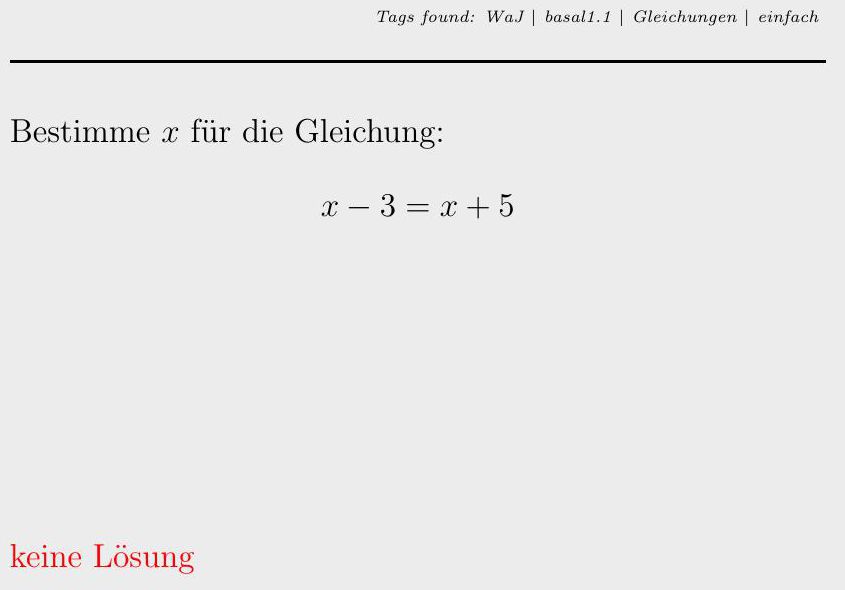 Tags found: WaJ | basal1.1 | Gleichungen | einfach
Bestimme x für die Gleichung:
x − 3 = x + 5
keine Lösung